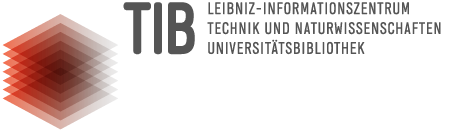 TIB
LEIBNIZ-INFORMATIONSZENTRUM
TECHNIK UND NATURWISSENSCHAFTEN
UNIVERSITÄTSBIBLIOTHEK